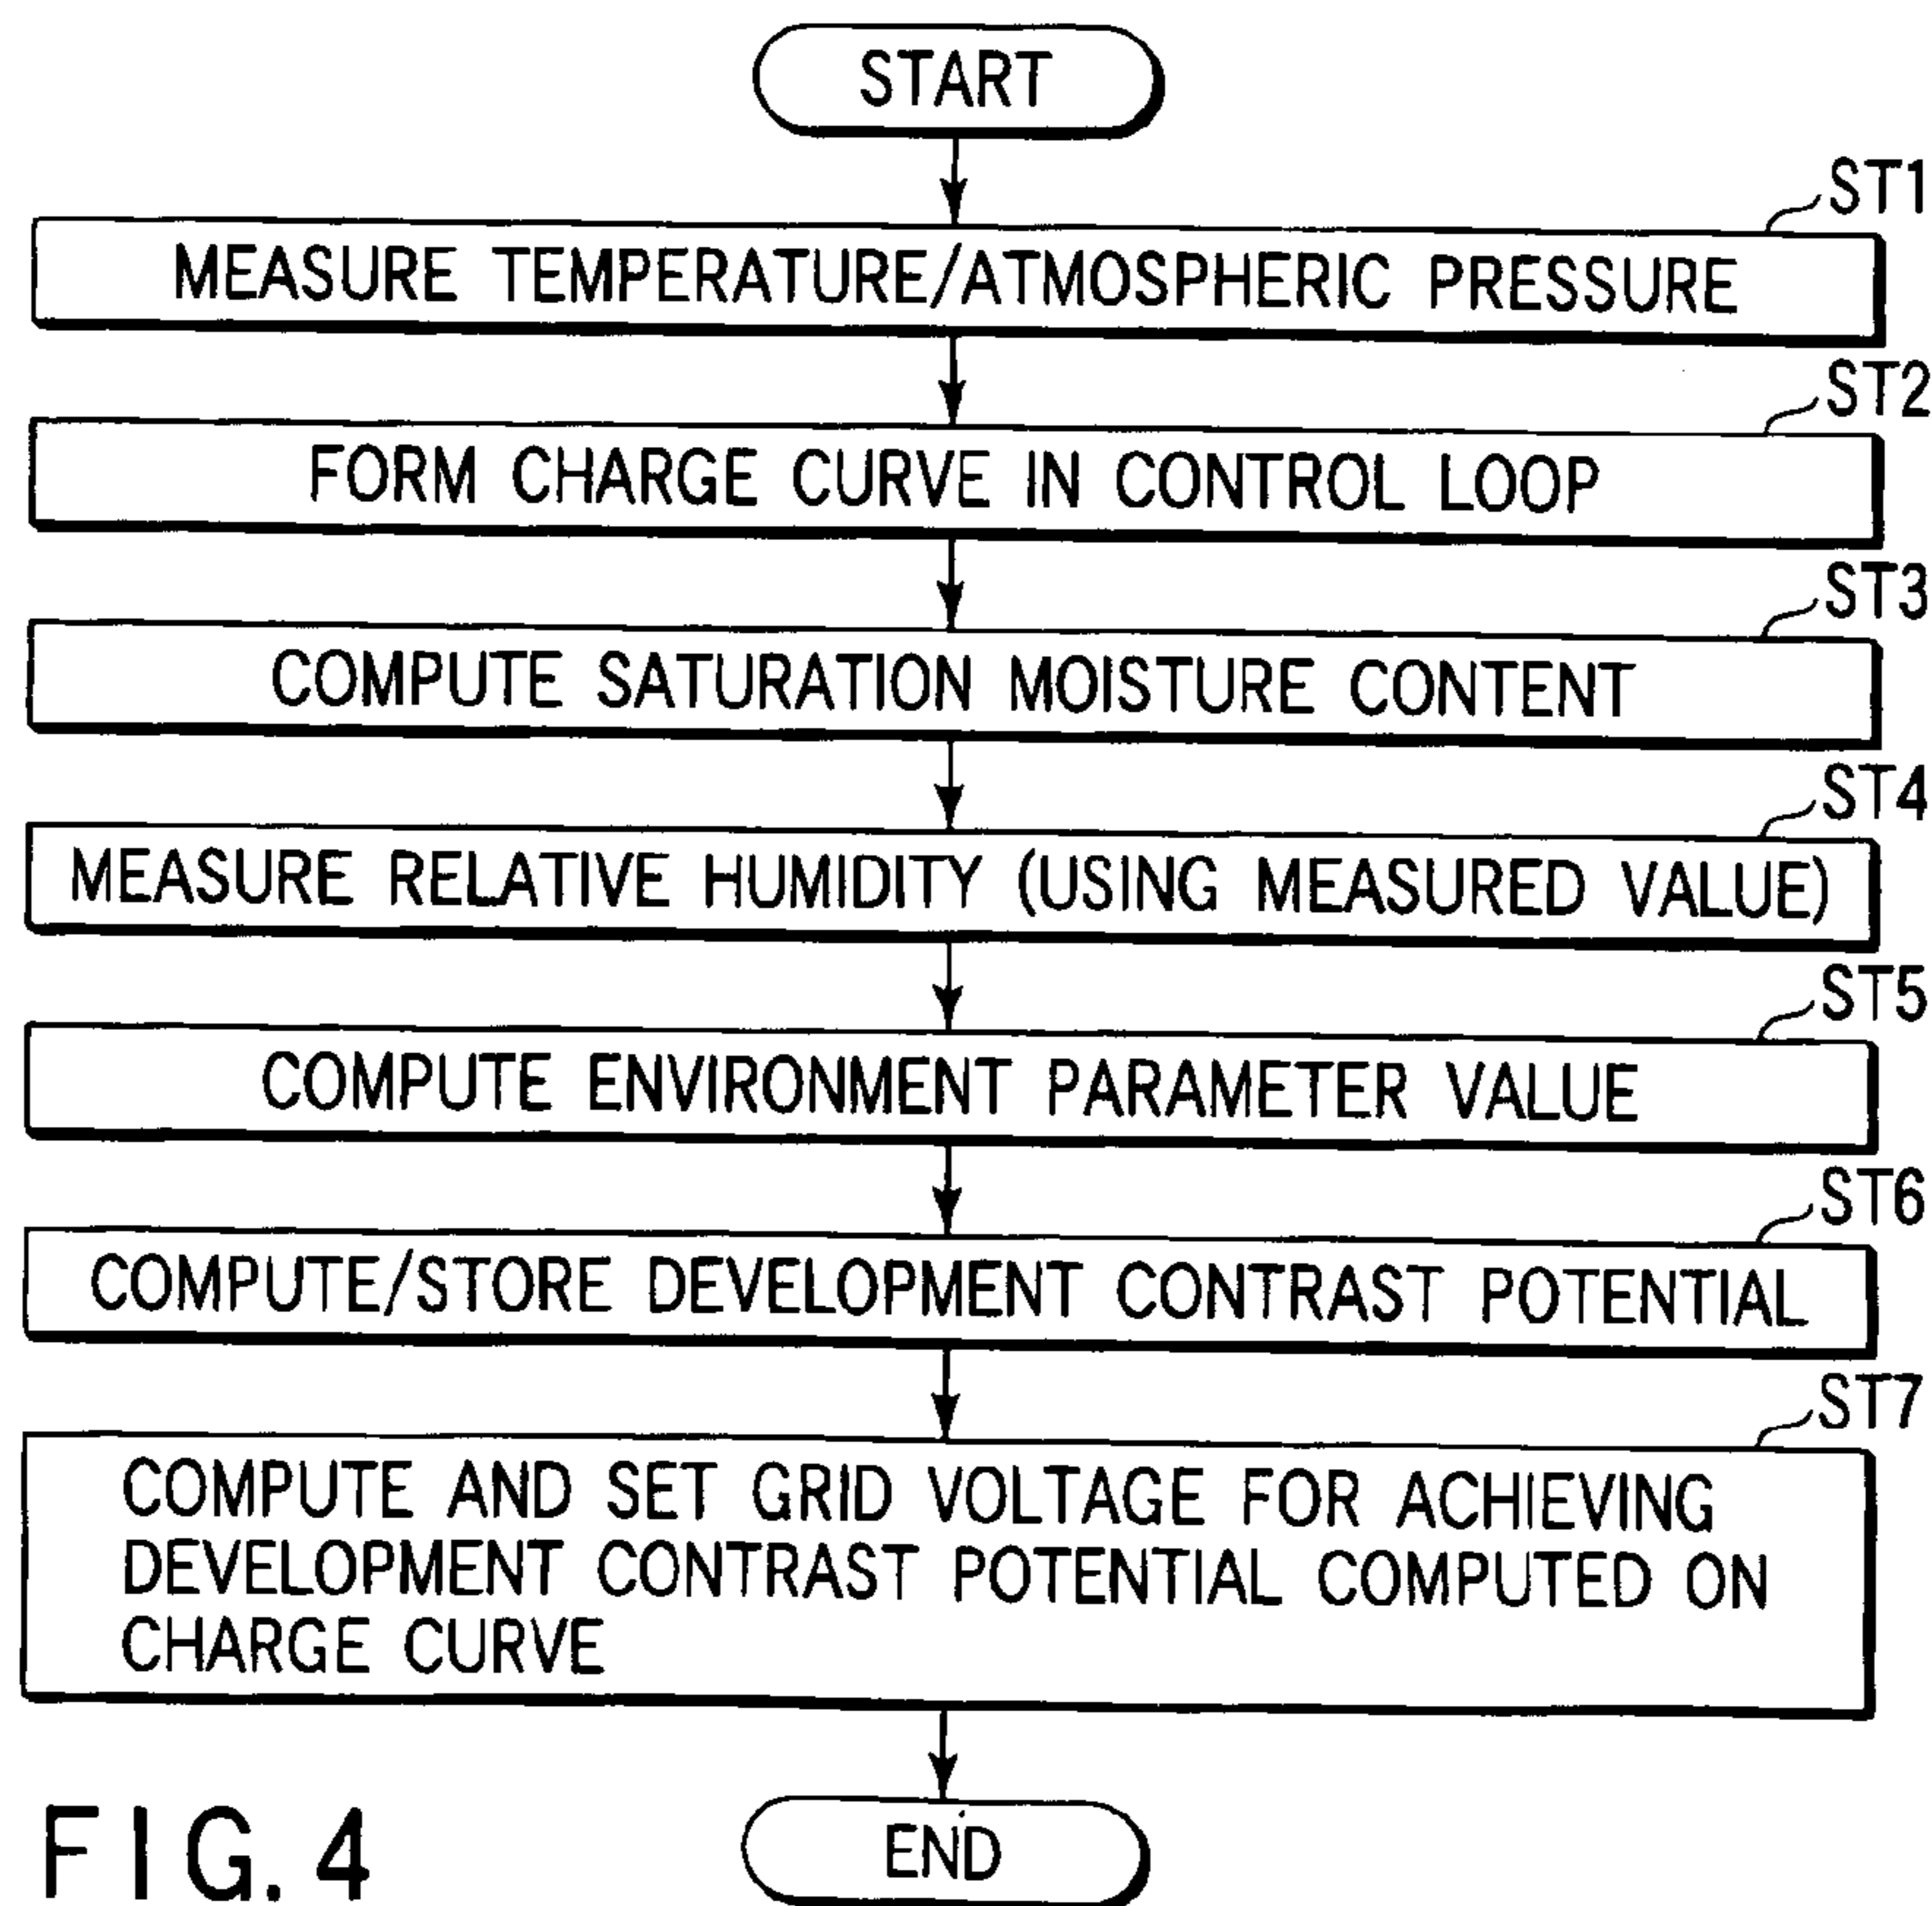 START
ST1
MEASURE TEMPERATURE/ATMOSPHERIC PRESSURE
ST2
FORM CHARGE CURVE IN CONTROL LOOP
ST3
COMPUTE SATURATION MOISTURE CONTENT
ST4
MEASURE RELATIVE HUMIDITY (USING MEASURED VALUE)
ST5
COMPUTE ENVIRONMENT PARAMETER VALUE
ST6
COMPUTE/STORE DEVELOPMENT CONTRAST POTENTIAL
ST7
COMPUTE AND SET GRID VOLTAGE FOR ACHIEVING
DEVELOPMENT CONTRAST POTENTIAL COMPUTED ON
CHARGE CURVE
END
FIG. 4